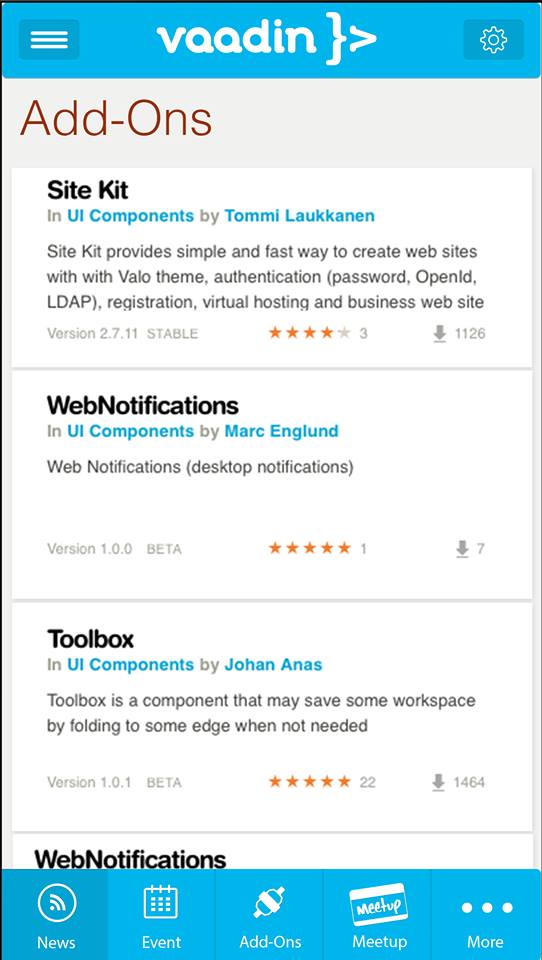 vaadin }>
Add-Ons
Site Kit
In UI Components by Tommi Laukkanen
Site Kit provides simple and fast way to create web sites
with with Valo theme, authentication (password, OpenId,
LDAP), registration, virtual hosting and business web site
Version 2.7.11 STABLE ★★★★★ 3 1126
WebNotifications
In UI Components by Marc Englund
Web Notifications (desktop notifications)
Version 1.0.0 BETA ★★★★★ 1 7
Toolbox
In UI Components by Johan Anas
Toolbox is a component that may save some workspace
by folding to some edge when not needed
Version 1.0.1 BETA ★★★★★ 22 1464
WebNotifications
meetup
News Event Add-Ons Meetup More